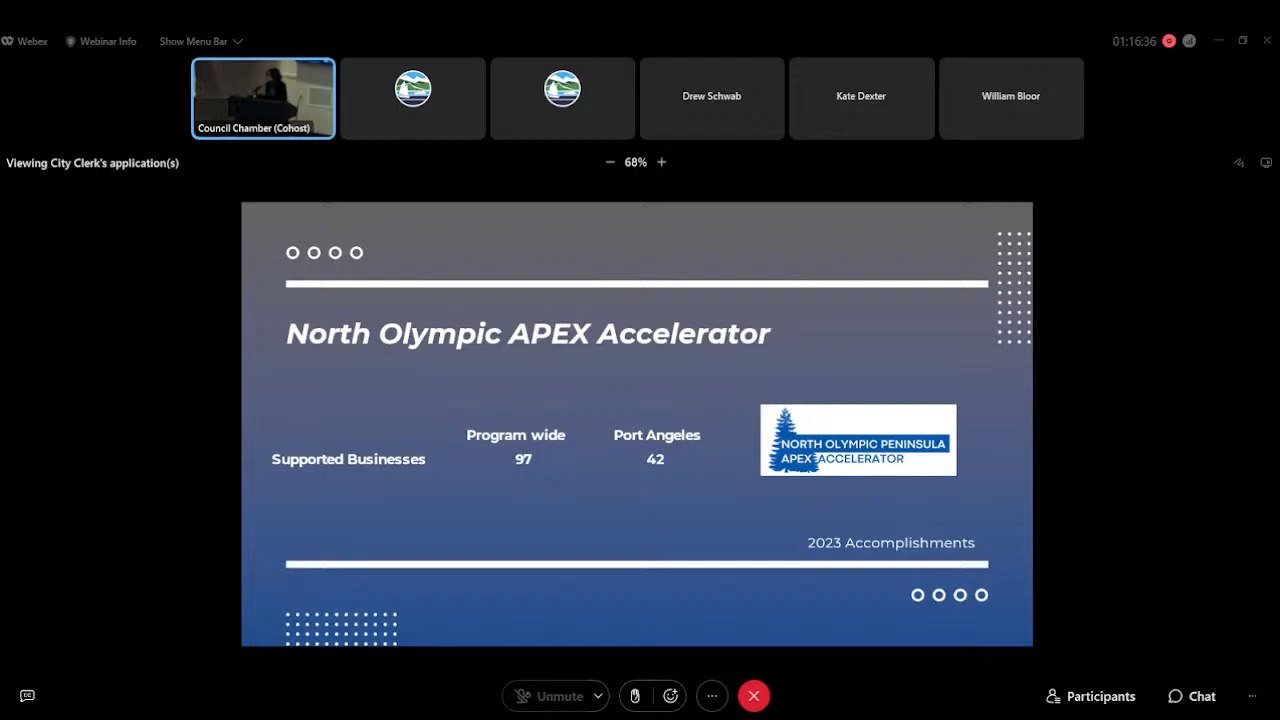 Webex
Webinar Info
Show Menu Bar
01:16:36
Council Chamber (Cohost)
Drew Schwab
Kate Dexter
William Bloor
Viewing City Clerk's application(s)
68%
North Olympic APEX Accelerator
Program wide Port Angeles
Supported Businesses 97 42
NORTH OLYMPIC PENINSULA
APEX ACCELERATOR
2023 Accomplishments
Unmute
Participants
Chat